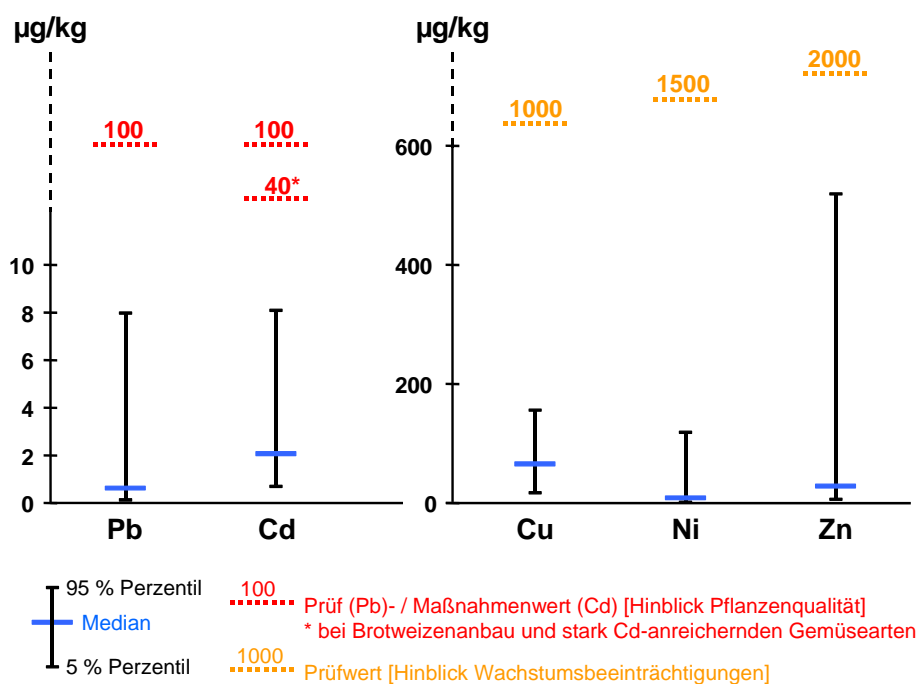 µg/kg
100
100
40*
10
8
6
4
2
0
Pb Cd
µg/kg
1000
1500
2000
600
400
200
0
Cu Ni Zn
95 % Perzentil
Median
5 % Perzentil
100
Prüf (Pb)- / Maßnahmenwert (Cd) [Hinblick Pflanzenqualität]
* bei Brotweizenanbau und stark Cd-anreichernden Gemüsearten
1000
Prüfwert [Hinblick Wachstumsbeeinträchtigungen]